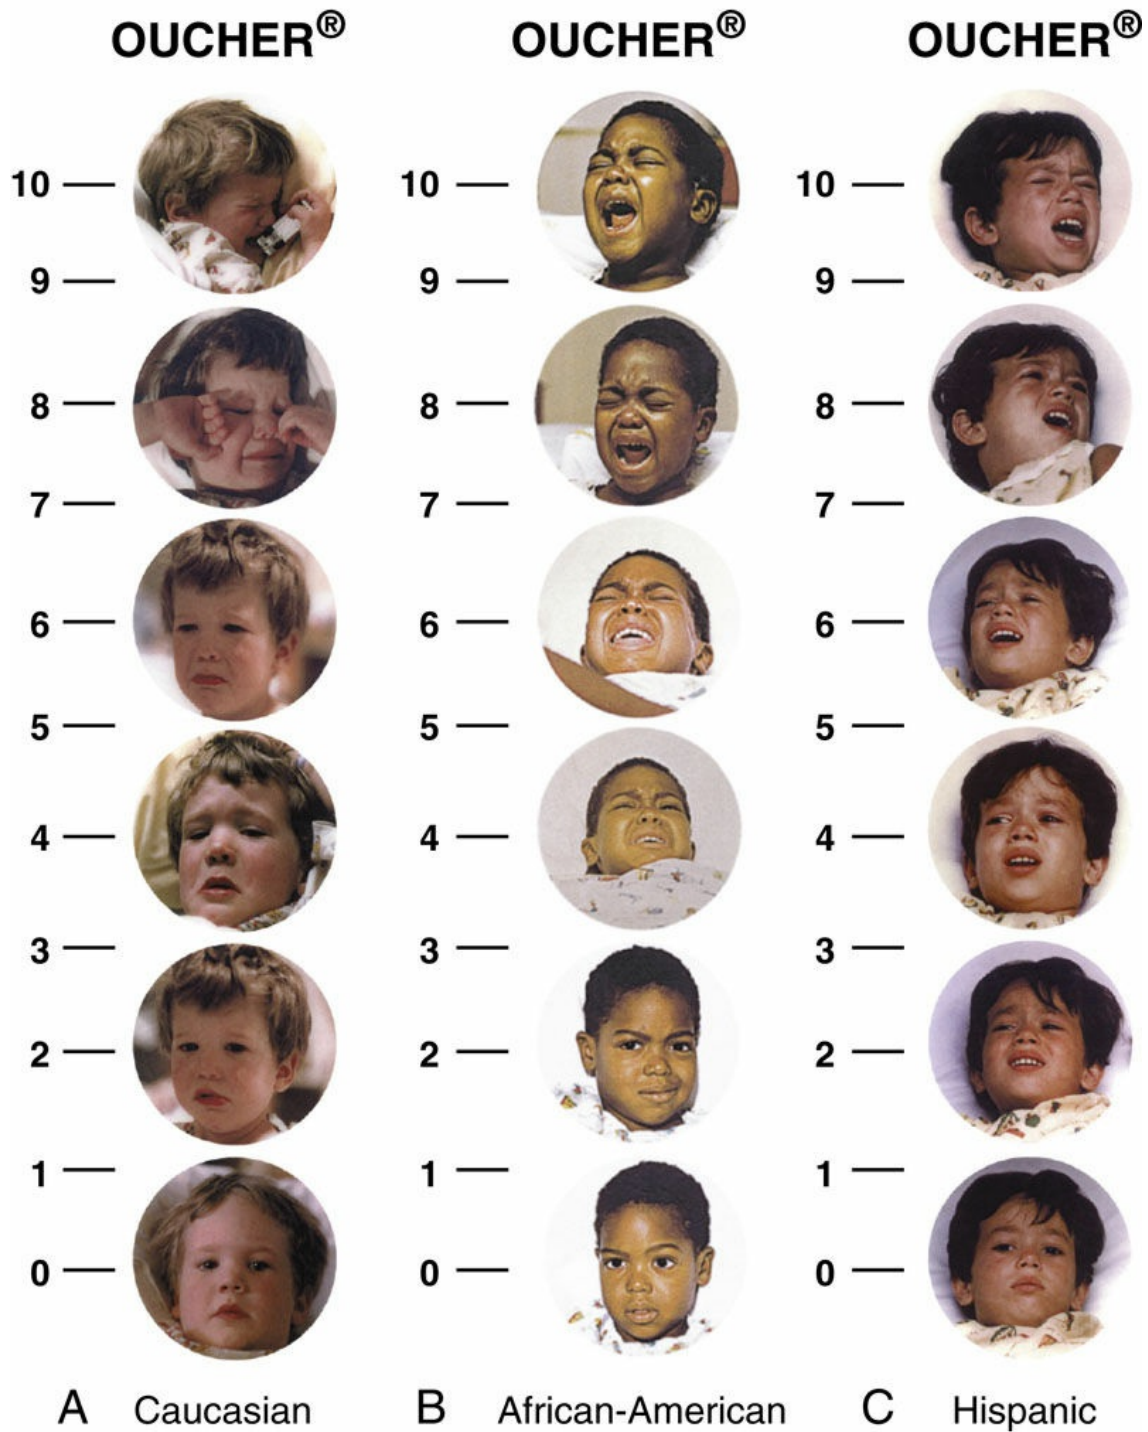 OUCHER® OUCHER® OUCHER®
10 10 10
9 9 9
8 8 8
7 7 7
6 6 6
5 5 5
4 4 4
3 3 3
2 2 2
1 1 1
0 0 0
A Caucasian B African-American C Hispanic